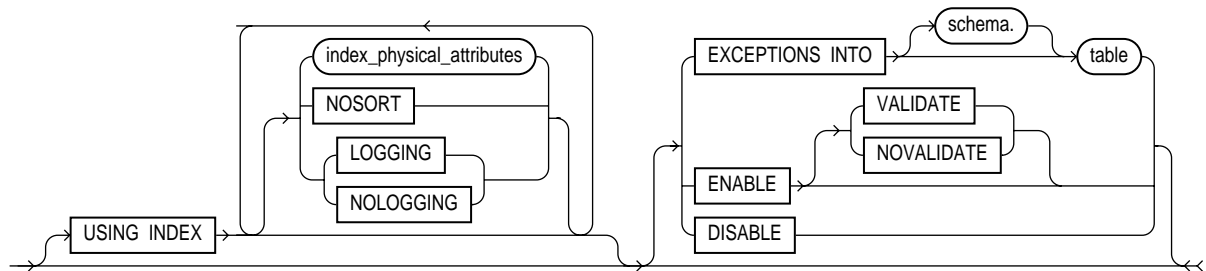 schema.
index_physical_attributes
EXCEPTIONS INTO
table
NOSORT
VALIDATE
LOGGING
NOVALIDATE
ENABLE
NOLOGGING
USING INDEX
DISABLE